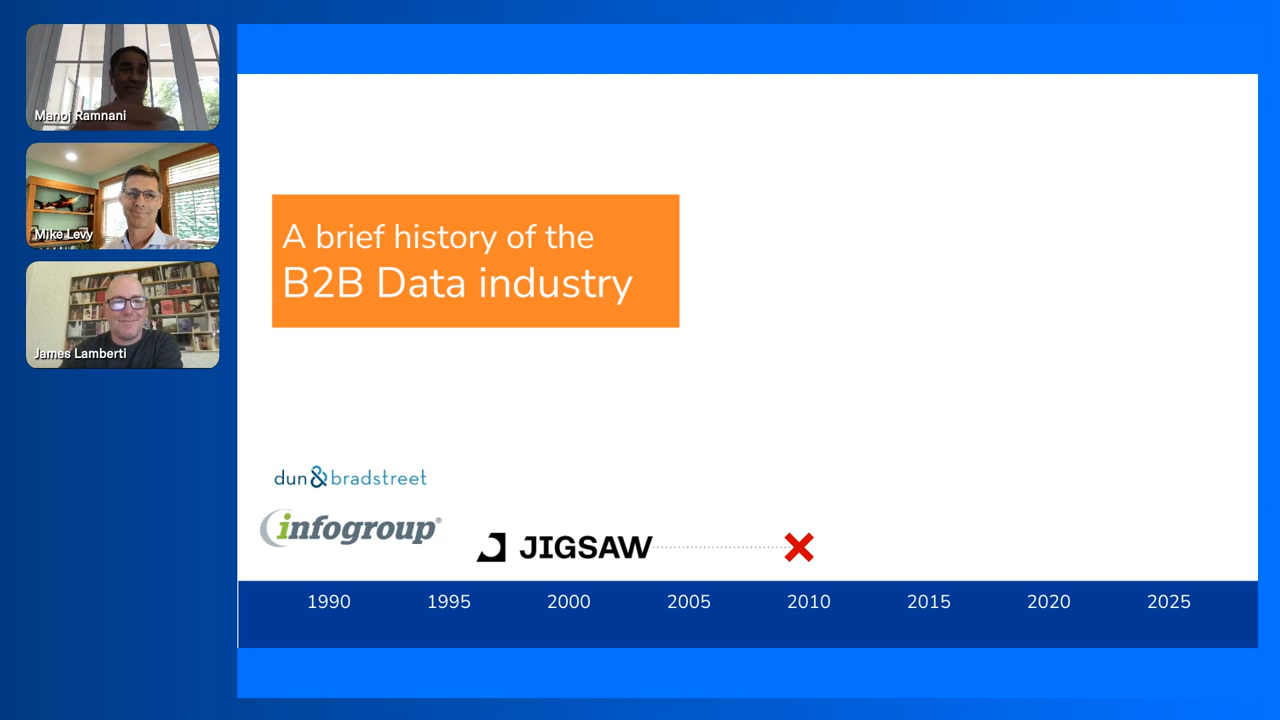 Manoj Ramnani
Mike Levy
James Lamberti
A brief history of the
B2B Data industry
dun&bradstreet
infogroup®
JIGSAW
1990 1995 2000 2005 2010 2015 2020 2025